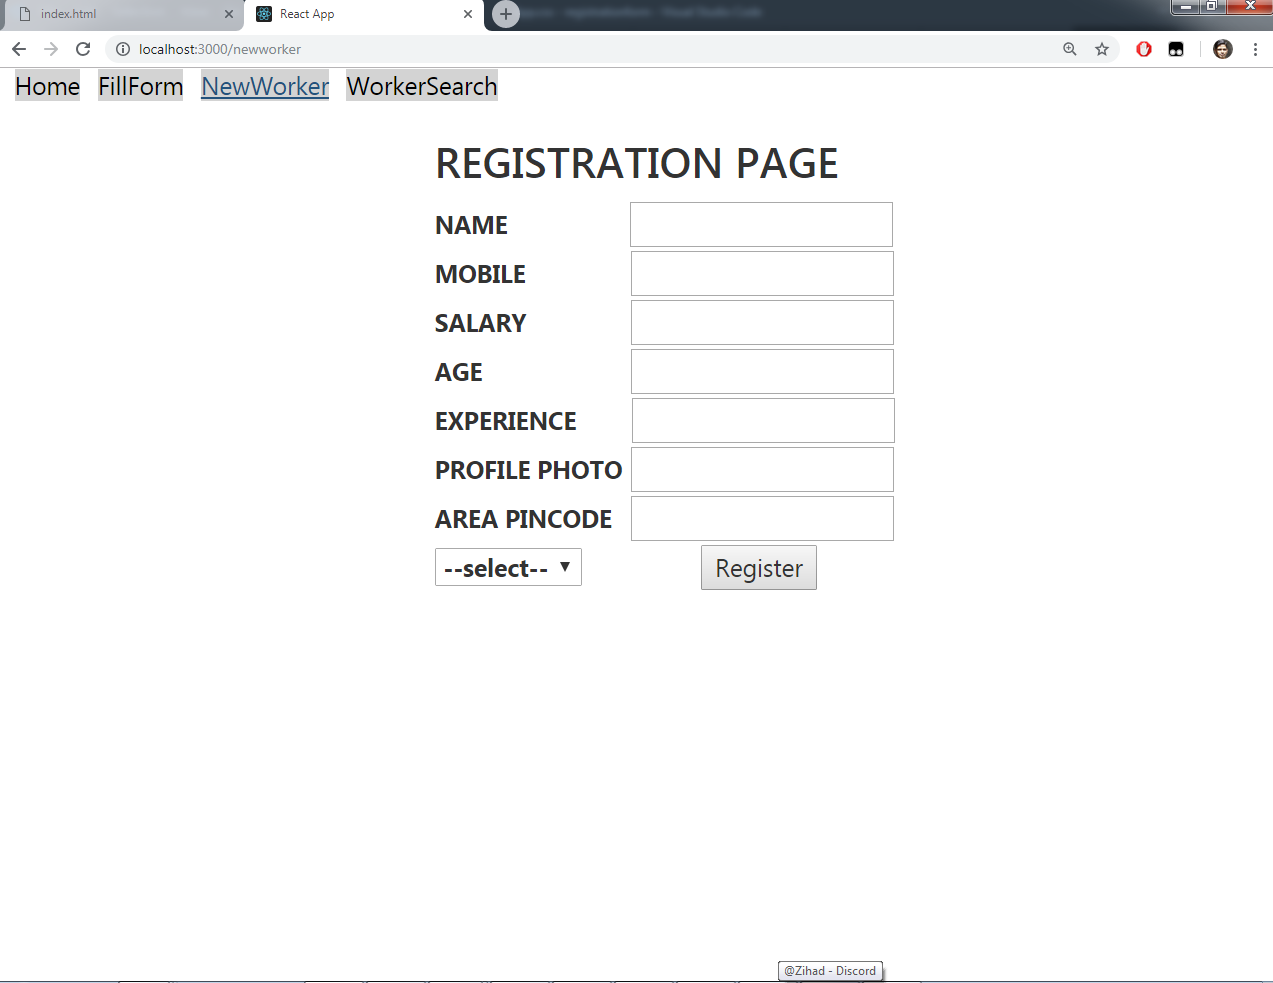 index.html
React App
localhost:3000/newworker
Home FillForm NewWorker WorkerSearch
REGISTRATION PAGE
NAME
MOBILE
SALARY
AGE
EXPERIENCE
PROFILE PHOTO
AREA PINCODE
--select-- Register
@Zihad - Discord